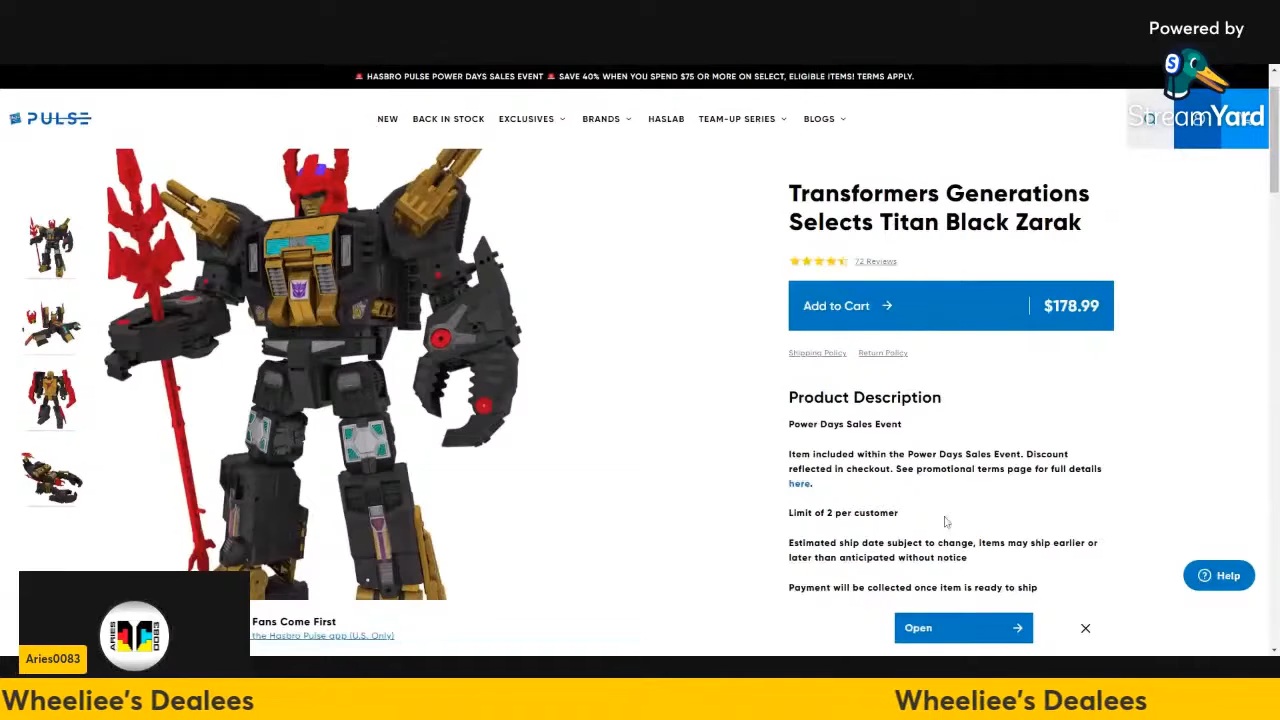 Powered by
StreamYard
🚨 HASBRO PULSE POWER DAYS SALES EVENT 🚨 SAVE 40% WHEN YOU SPEND $75 OR MORE ON SELECT, ELIGIBLE ITEMS! TERMS APPLY.
PULSE
NEW
BACK IN STOCK
EXCLUSIVES
BRANDS
HASLAB
TEAM-UP SERIES
BLOGS
Transformers Generations
Selects Titan Black Zarak
72 Reviews
Add to Cart → $178.99
Shipping Policy
Return Policy
Product Description
Power Days Sales Event
Item included within the Power Days Sales Event. Discount
reflected in checkout. See promotional terms page for full details
here.
Limit of 2 per customer
Estimated ship date subject to change, items may ship earlier or
later than anticipated without notice
Payment will be collected once item is ready to ship
Help
Fans Come First
the Hasbro Pulse app (U.S. Only)
Open →
ARIES
0083
Aries0083
Wheeliee's Dealees
Wheeliee's Dealees